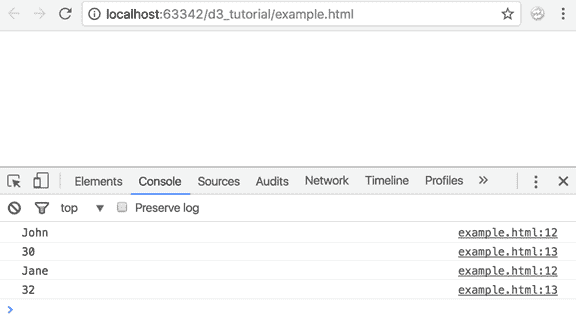 localhost:63342/d3_tutorial/example.html
Elements Console Sources Audits Network Timeline Profiles »
top ▼ Preserve log
John example.html:12
30 example.html:13
Jane example.html:12
32 example.html:13
>